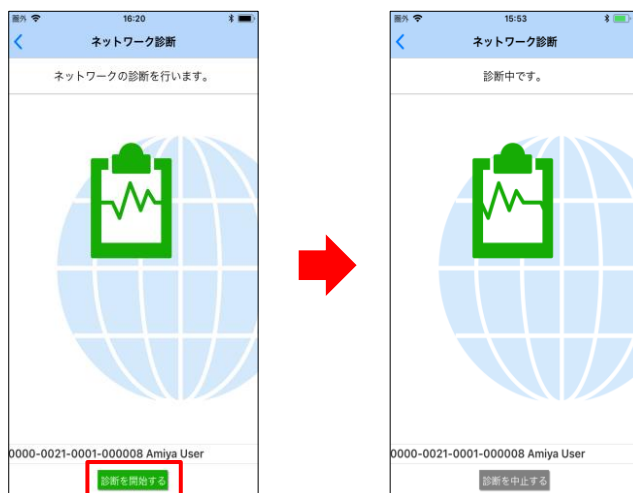 圏外 16:20
ネットワーク診断
ネットワークの診断を行います。
0000-0021-0001-000008 Amiya User
診断を開始する
圏外 15:53
ネットワーク診断
診断中です。
0000-0021-0001-000008 Amiya User
診断を中止する